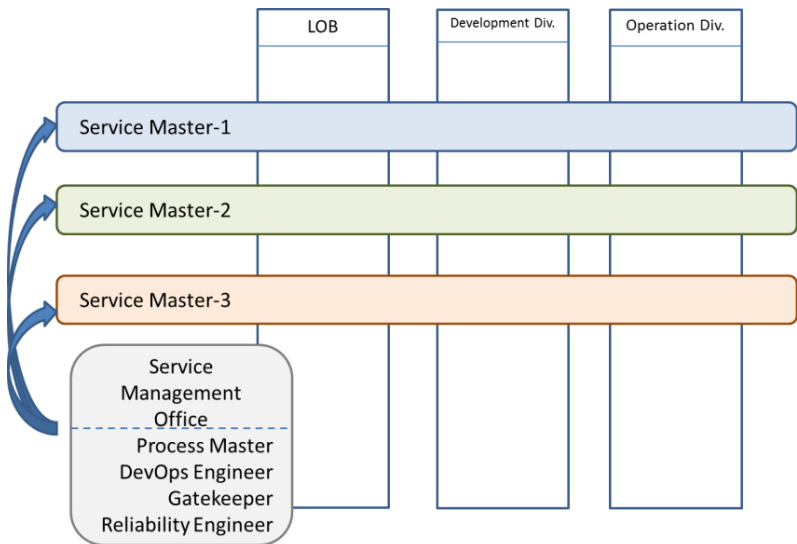 LOB
Development Div.
Operation Div.
Service Master-1
Service Master-2
Service Master-3
Service
Management
Office
Process Master
DevOps Engineer
Gatekeeper
Reliability Engineer